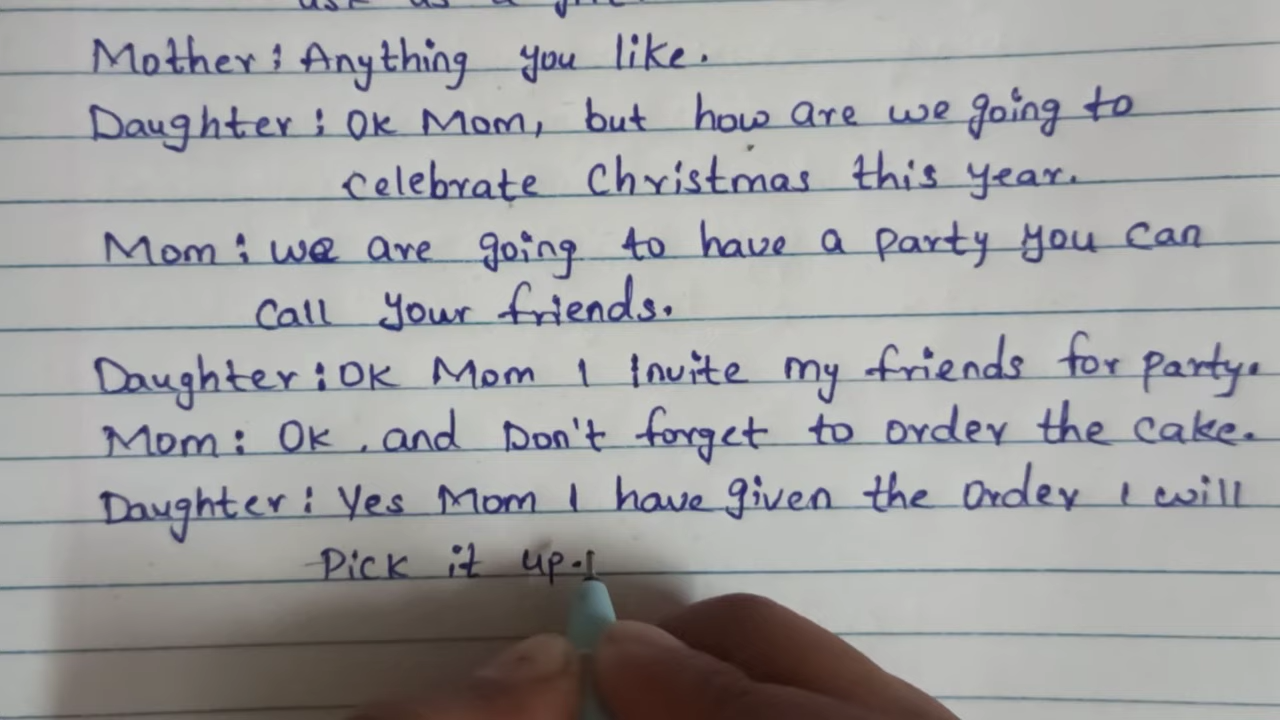 ask as a
Mother: Anything you like.
Daughter: OK Mom, but how are we going to
celebrate Christmas this year.
Mom: we are going to have a party you can
call your friends.
Daughter: OK Mom I Invite my friends for party.
Mom: OK. and Don't forget to order the cake.
Daughter: Yes Mom I have given the order I will
Pick it up.